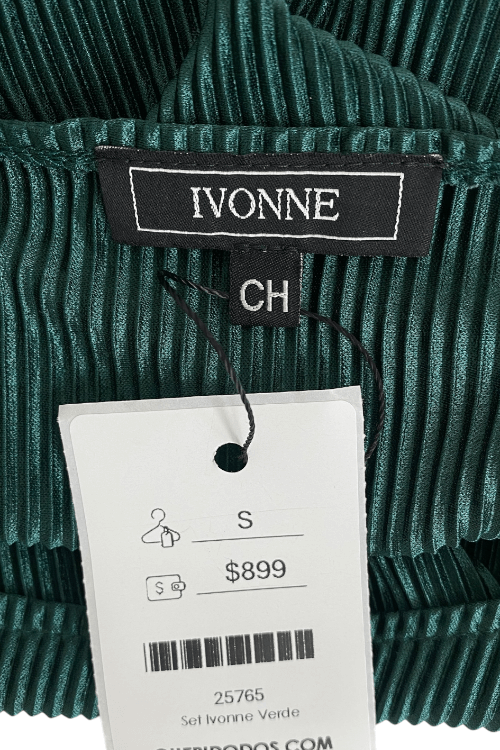 IVONNE
CH
S
$899
25765
Set Ivonne Verde